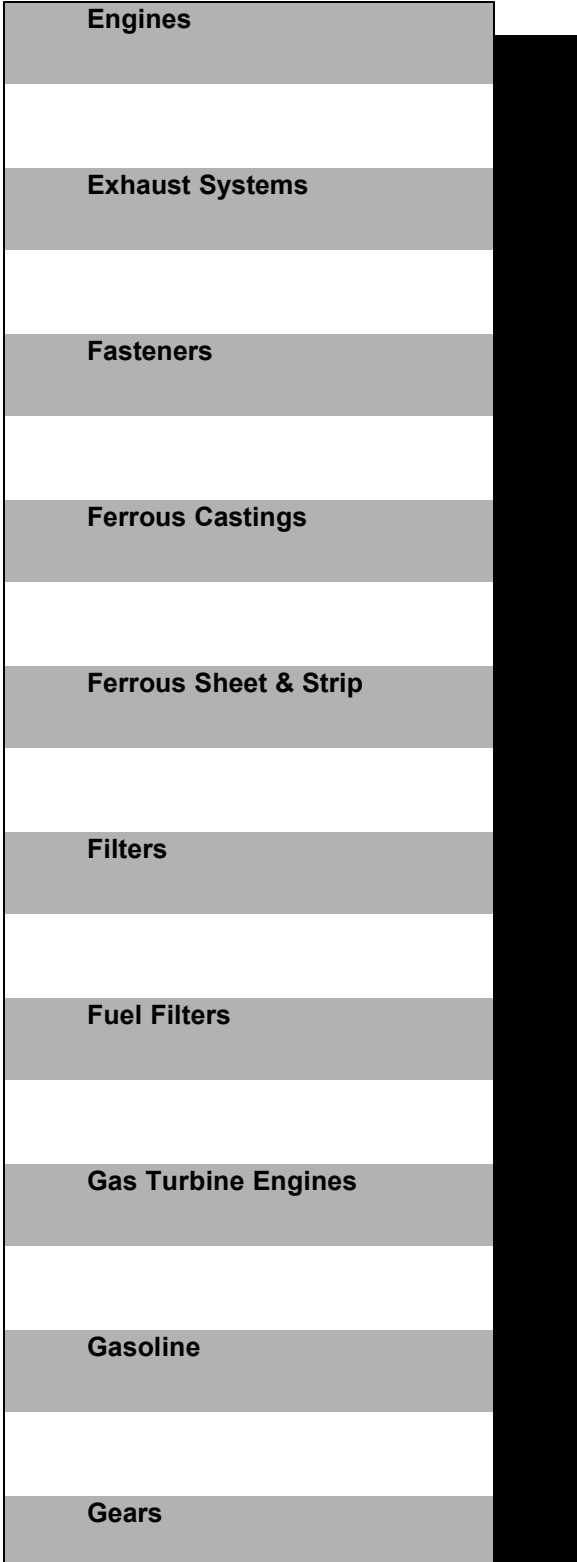 Engines
Exhaust Systems
Fasteners
Ferrous Castings
Ferrous Sheet & Strip
Filters
Fuel Filters
Gas Turbine Engines
Gasoline
Gears